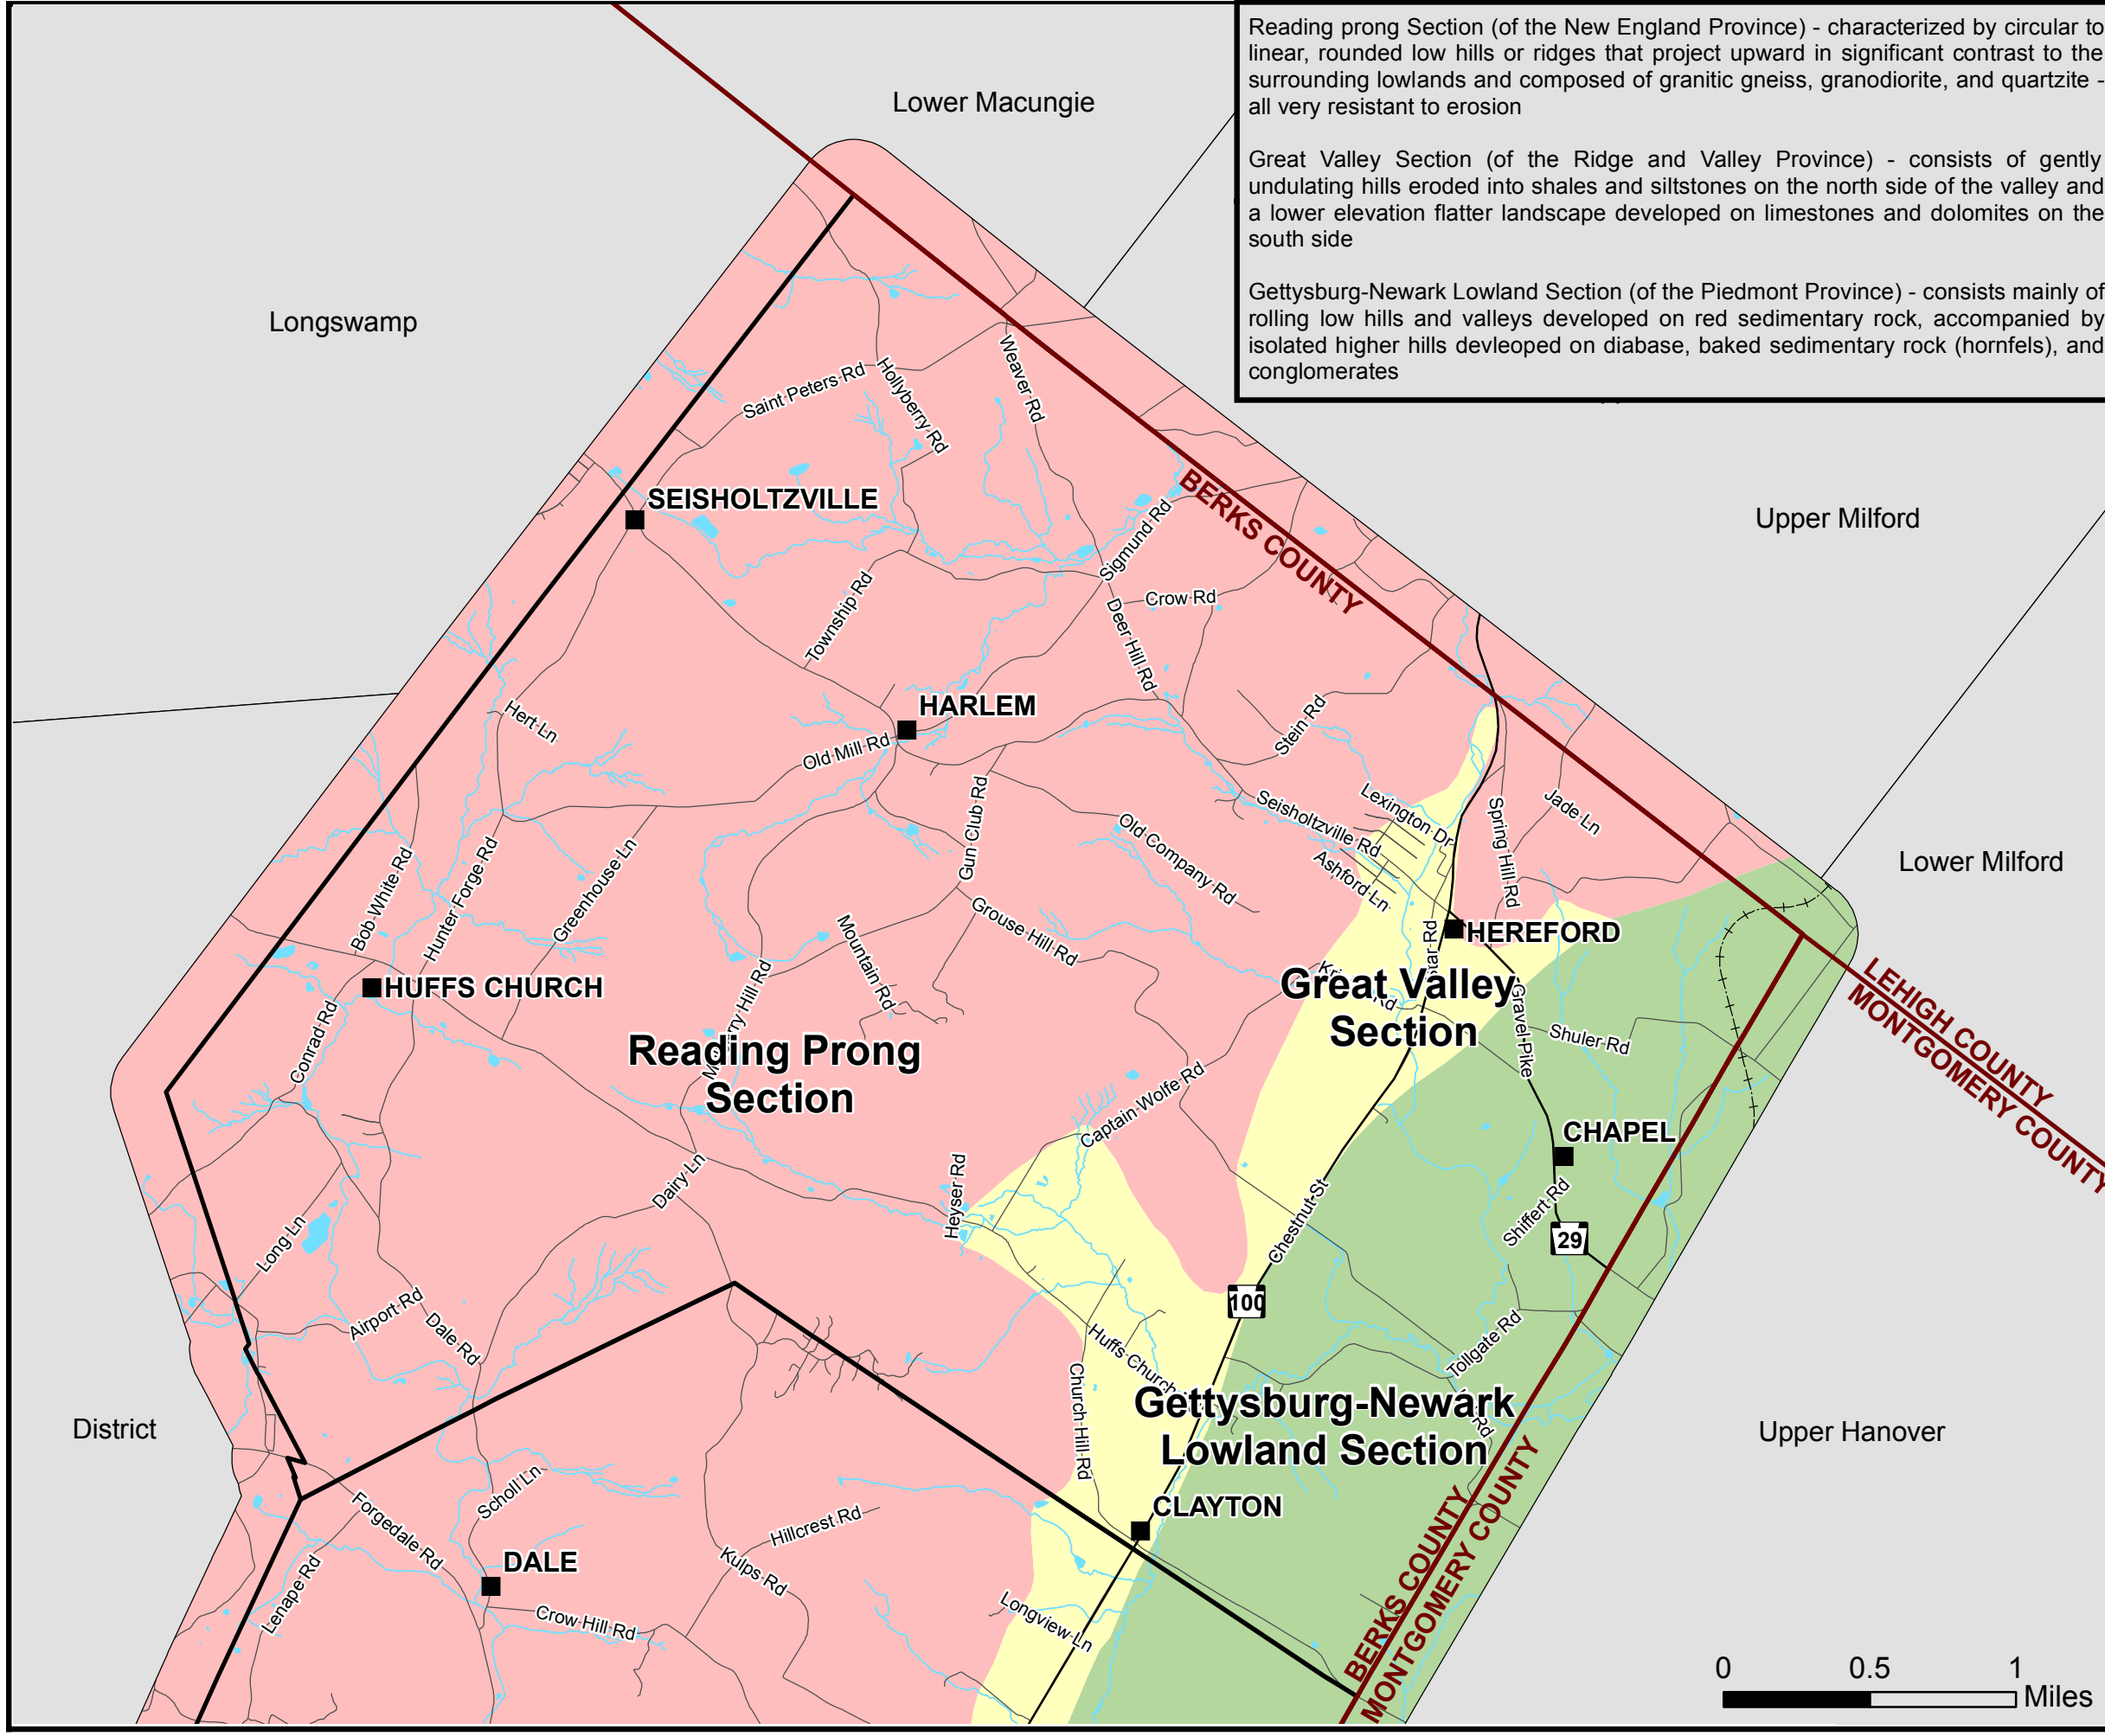 Reading prong Section (of the New England Province) - characterized by circular to
linear, rounded low hills or ridges that project upward in significant contrast to the
surrounding lowlands and composed of granitic gneiss, granodiorite, and quartzite -
all very resistant to erosion
Great Valley Section (of the Ridge and Valley Province) - consists of gently
undulating hills eroded into shales and siltstones on the north side of the valley and
a lower elevation flatter landscape developed on limestones and dolomites on the
south side
Gettysburg-Newark Lowland Section (of the Piedmont Province) - consists mainly of
rolling low hills and valleys developed on red sedimentary rock, accompanied by
isolated higher hills devleoped on diabase, baked sedimentary rock (hornfels), and
conglomerates
Lower Macungie
Longswamp
Weaver Rd
Saint Peters Rd
Hollyberry Rd
SEISHOLTZVILLE
BERKS COUNTY
Upper Milford
Sigmund Rd
Township Rd
Crow Rd
Deer Hill Rd
HARLEM
Hert Ln
Stein Rd
Old Mill Rd
Gun Club Rd
Lexington Dr
Jade Ln
Seisholtzville Rd
Spring Hill Rd
Old Company Rd
Ashford Ln
Lower Milford
Bob White Rd
Hunter Forge Rd
Greenhouse Ln
Grouse Hill Rd
Mountain Rd
HEREFORD
HUFFS CHURCH
Great Valley
Section
Rd
Gravel Pike
Conrad Rd
Hill Rd
Shuler Rd
LEHIGH COUNTY
MONTGOMERY COUNTY
Reading Prong
Section
Captain Wolfe Rd
CHAPEL
Dairy Ln
Heyser Rd
Chestnut St
Shiffert Rd
29
Long Ln
100
Airport Rd
Dale Rd
Huffs Church
Tollgate Rd
Church Hill Rd
Gettysburg-Newark
Lowland Section
Rd
District
Upper Hanover
Scholl Ln
Forgedale Rd
Hillcrest Rd
CLAYTON
BERKS COUNTY
MONTGOMERY COUNTY
DALE
Kulps Rd
Lenape Rd
Crow Hill Rd
Longview Ln
0 0.5 1
Miles